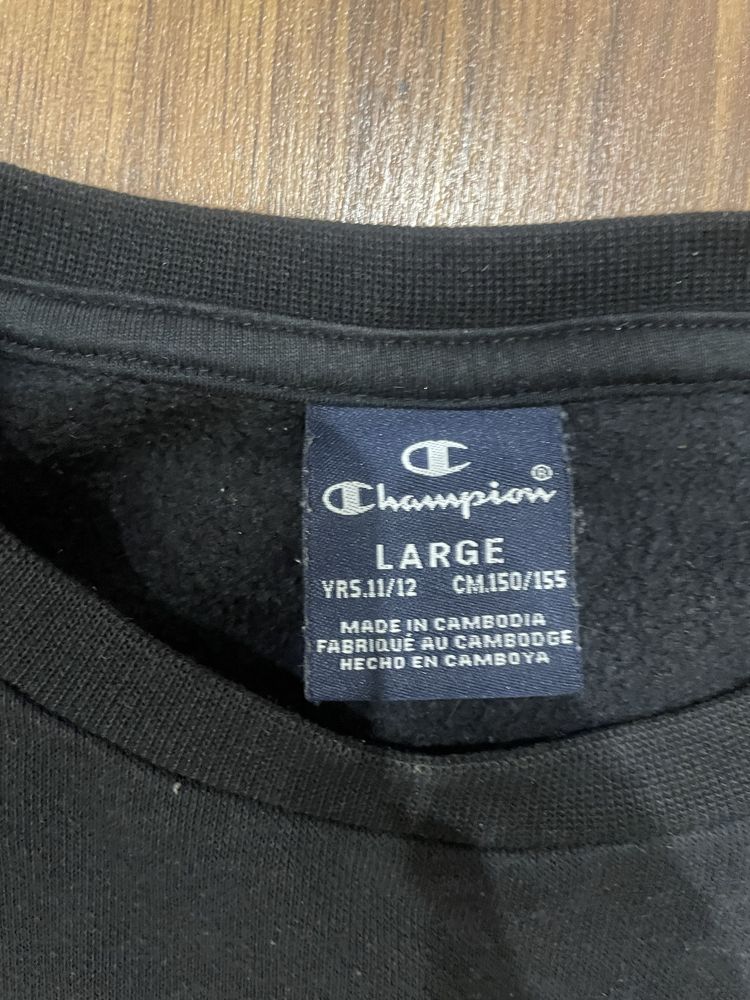 Champion®
LARGE
YRS.11/12 CM.150/155
MADE IN CAMBODIA
FABRIQUÉ AU CAMBODGE
HECHO EN CAMBOYA